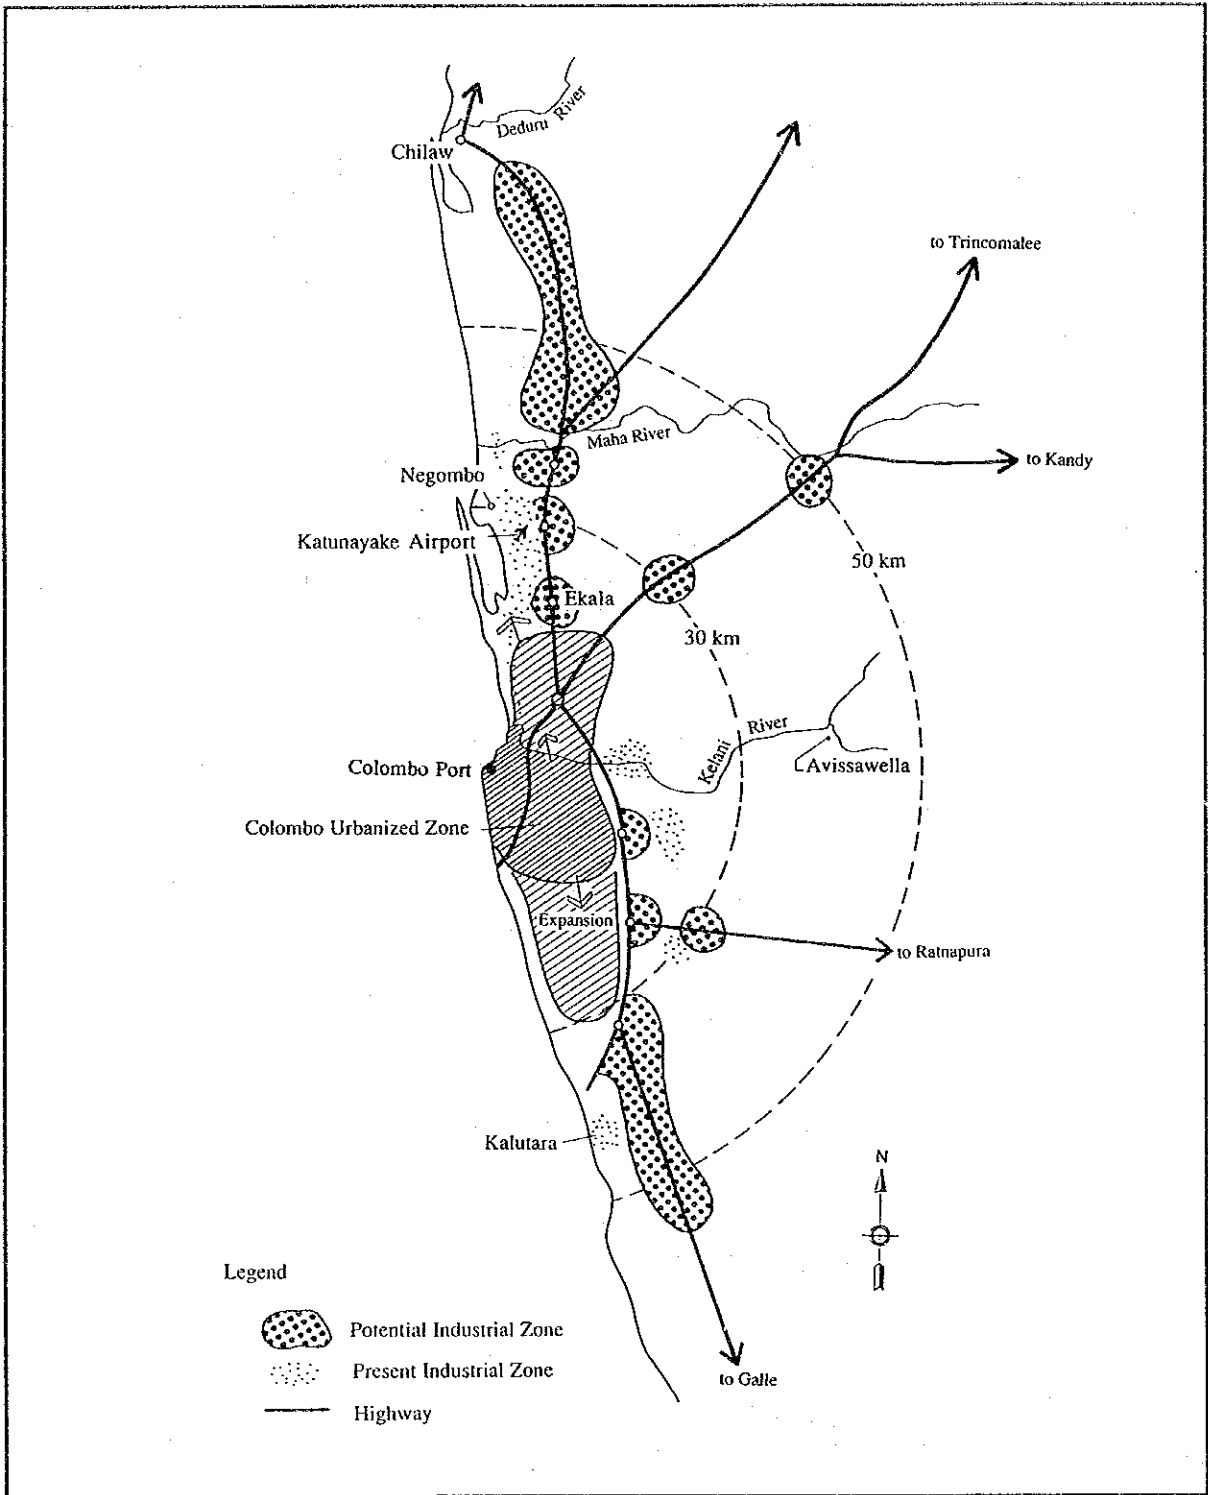 Deduru River
Chilaw
to Trincomalee
Maha River
to Kandy
Negombo
Katunayake Airport
50 km
Ekala
30 km
Kelani River
Colombo Port
Avissawella
Colombo Urbanized Zone
Expansion
to Ratnapura
Kalutara
N
Legend
Potential Industrial Zone
Present Industrial Zone
Highway
to Galle